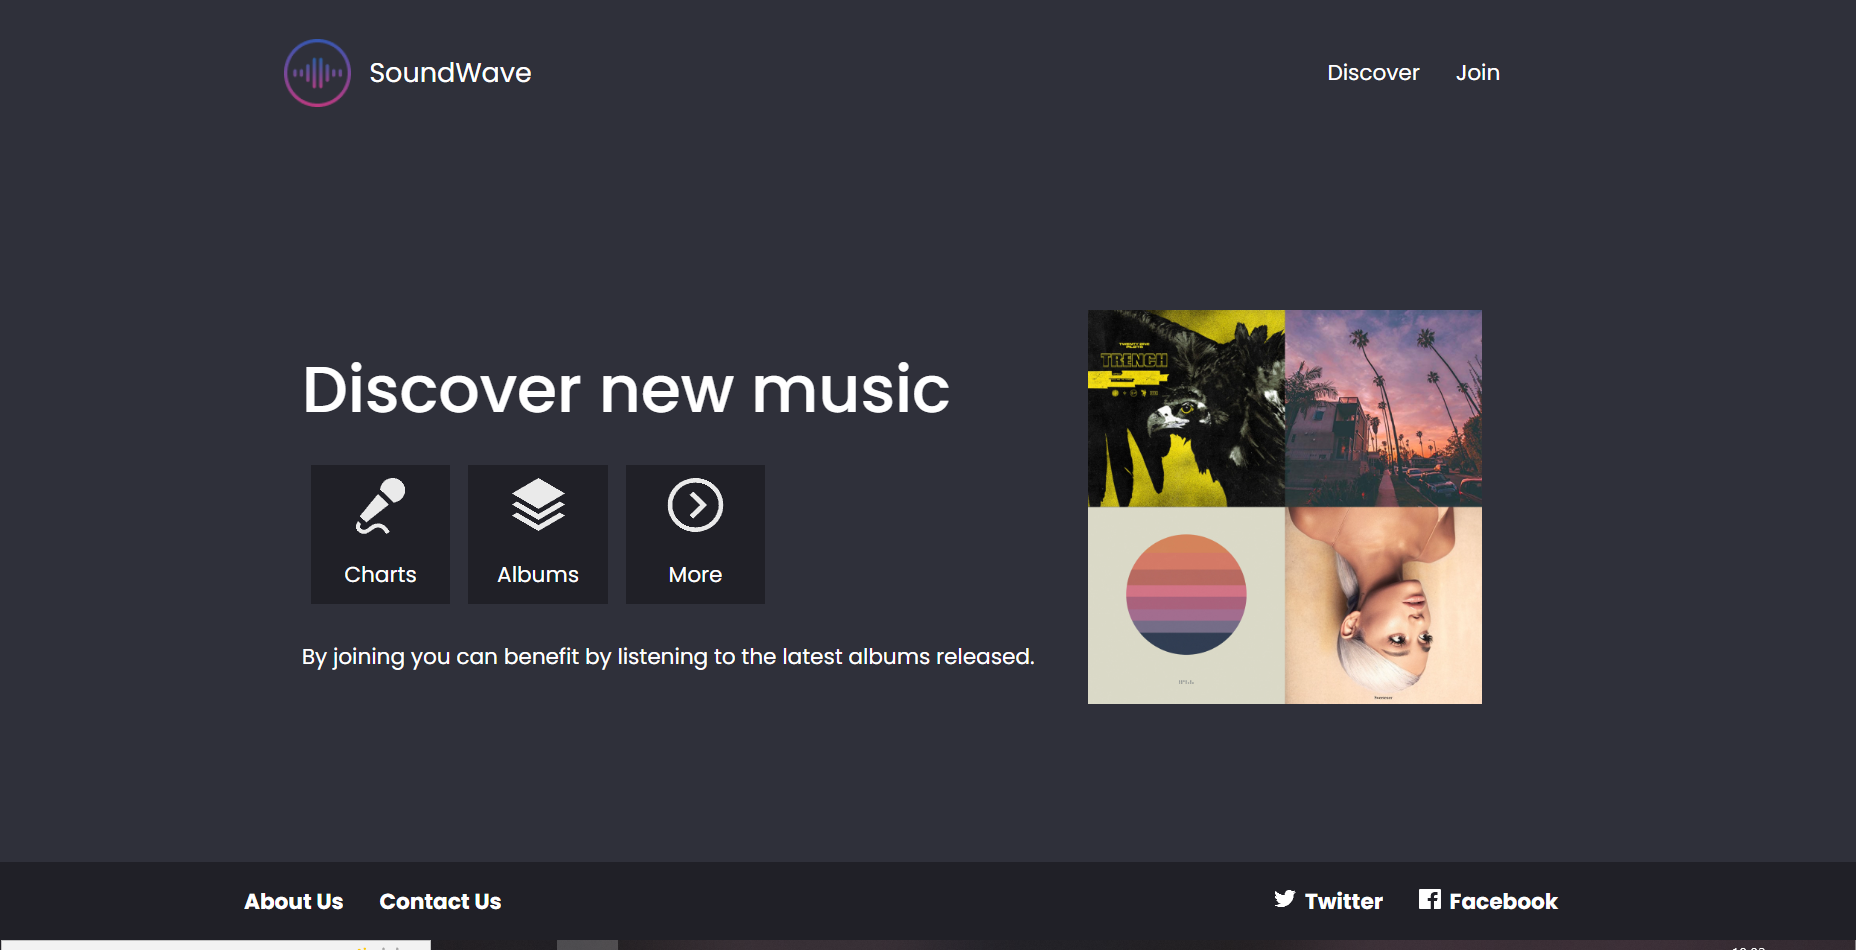 SoundWave
Discover
Join
TRENCH
Discover new music
Charts
Albums
More
By joining you can benefit by listening to the latest albums released.
About Us
Contact Us
Twitter
Facebook